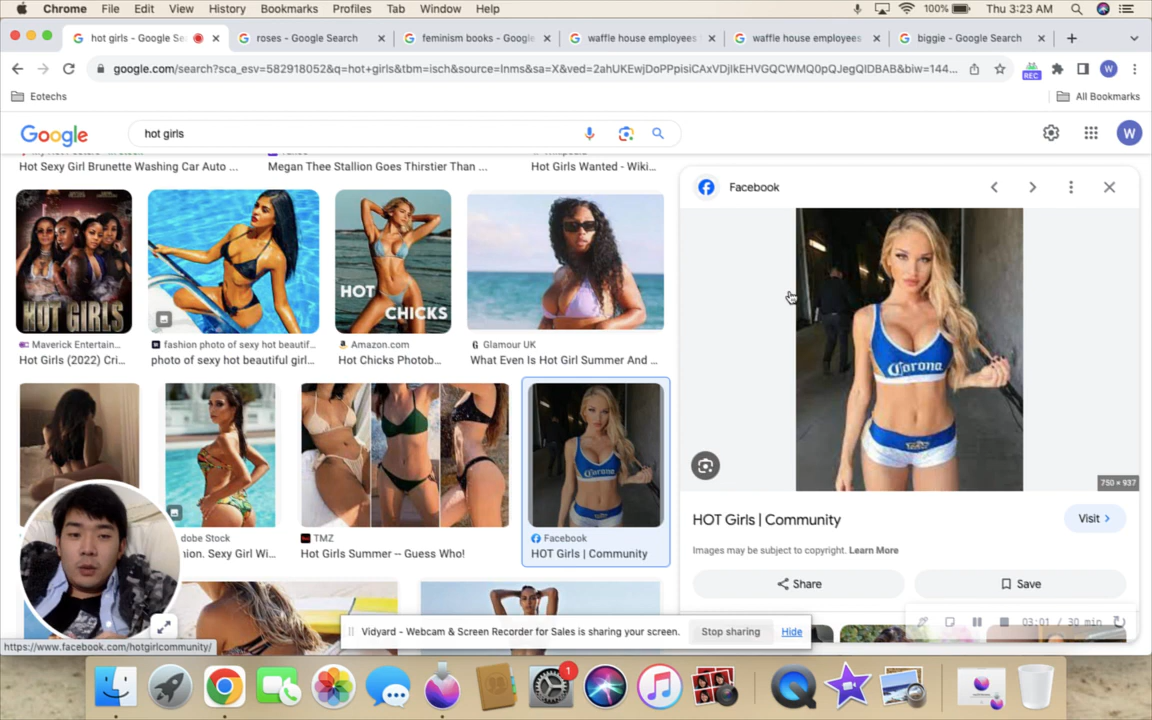 Chrome File Edit View History Bookmarks Profiles Tab Window Help 100% Thu 3:23 AM
hot girls - Google Se roses - Google Search feminism books - Google waffle house employees waffle house employees biggie - Google Search
google.com/search?sca_esv=582918052&q=hot+girls&tbm=isch&source=lnms&sa=X&ved=2ahUKEwjDoPPpisiCAxVDjIkEHVGQCWMQ0pQJegQIDBAB&biw=144... REC W
Eotechs All Bookmarks
Google hot girls W
Hot Sexy Girl Brunette Washing Car Auto ... Megan Thee Stallion Goes Thirstier Than ... Hot Girls Wanted - Wiki...
Facebook
HOT GIRLS
HOT
CHICKS
Corona
Maverick Entertain... fashion photo of sexy hot beautif... Amazon.com Glamour UK
Hot Girls (2022) Cri... photo of sexy hot beautiful girl... Hot Chicks Photob... What Even Is Hot Girl Summer And ...
Corona
750 × 937
HOT Girls | Community
Visit
dobe Stock TMZ Facebook
nion. Sexy Girl Wi... Hot Girls Summer -- Guess Who! HOT Girls | Community
Images may be subject to copyright. Learn More
Share Save
03:01 / 30 min
Vidyard - Webcam & Screen Recorder for Sales is sharing your screen. Stop sharing Hide
https://www.facebook.com/hotgirlcommunity/
1